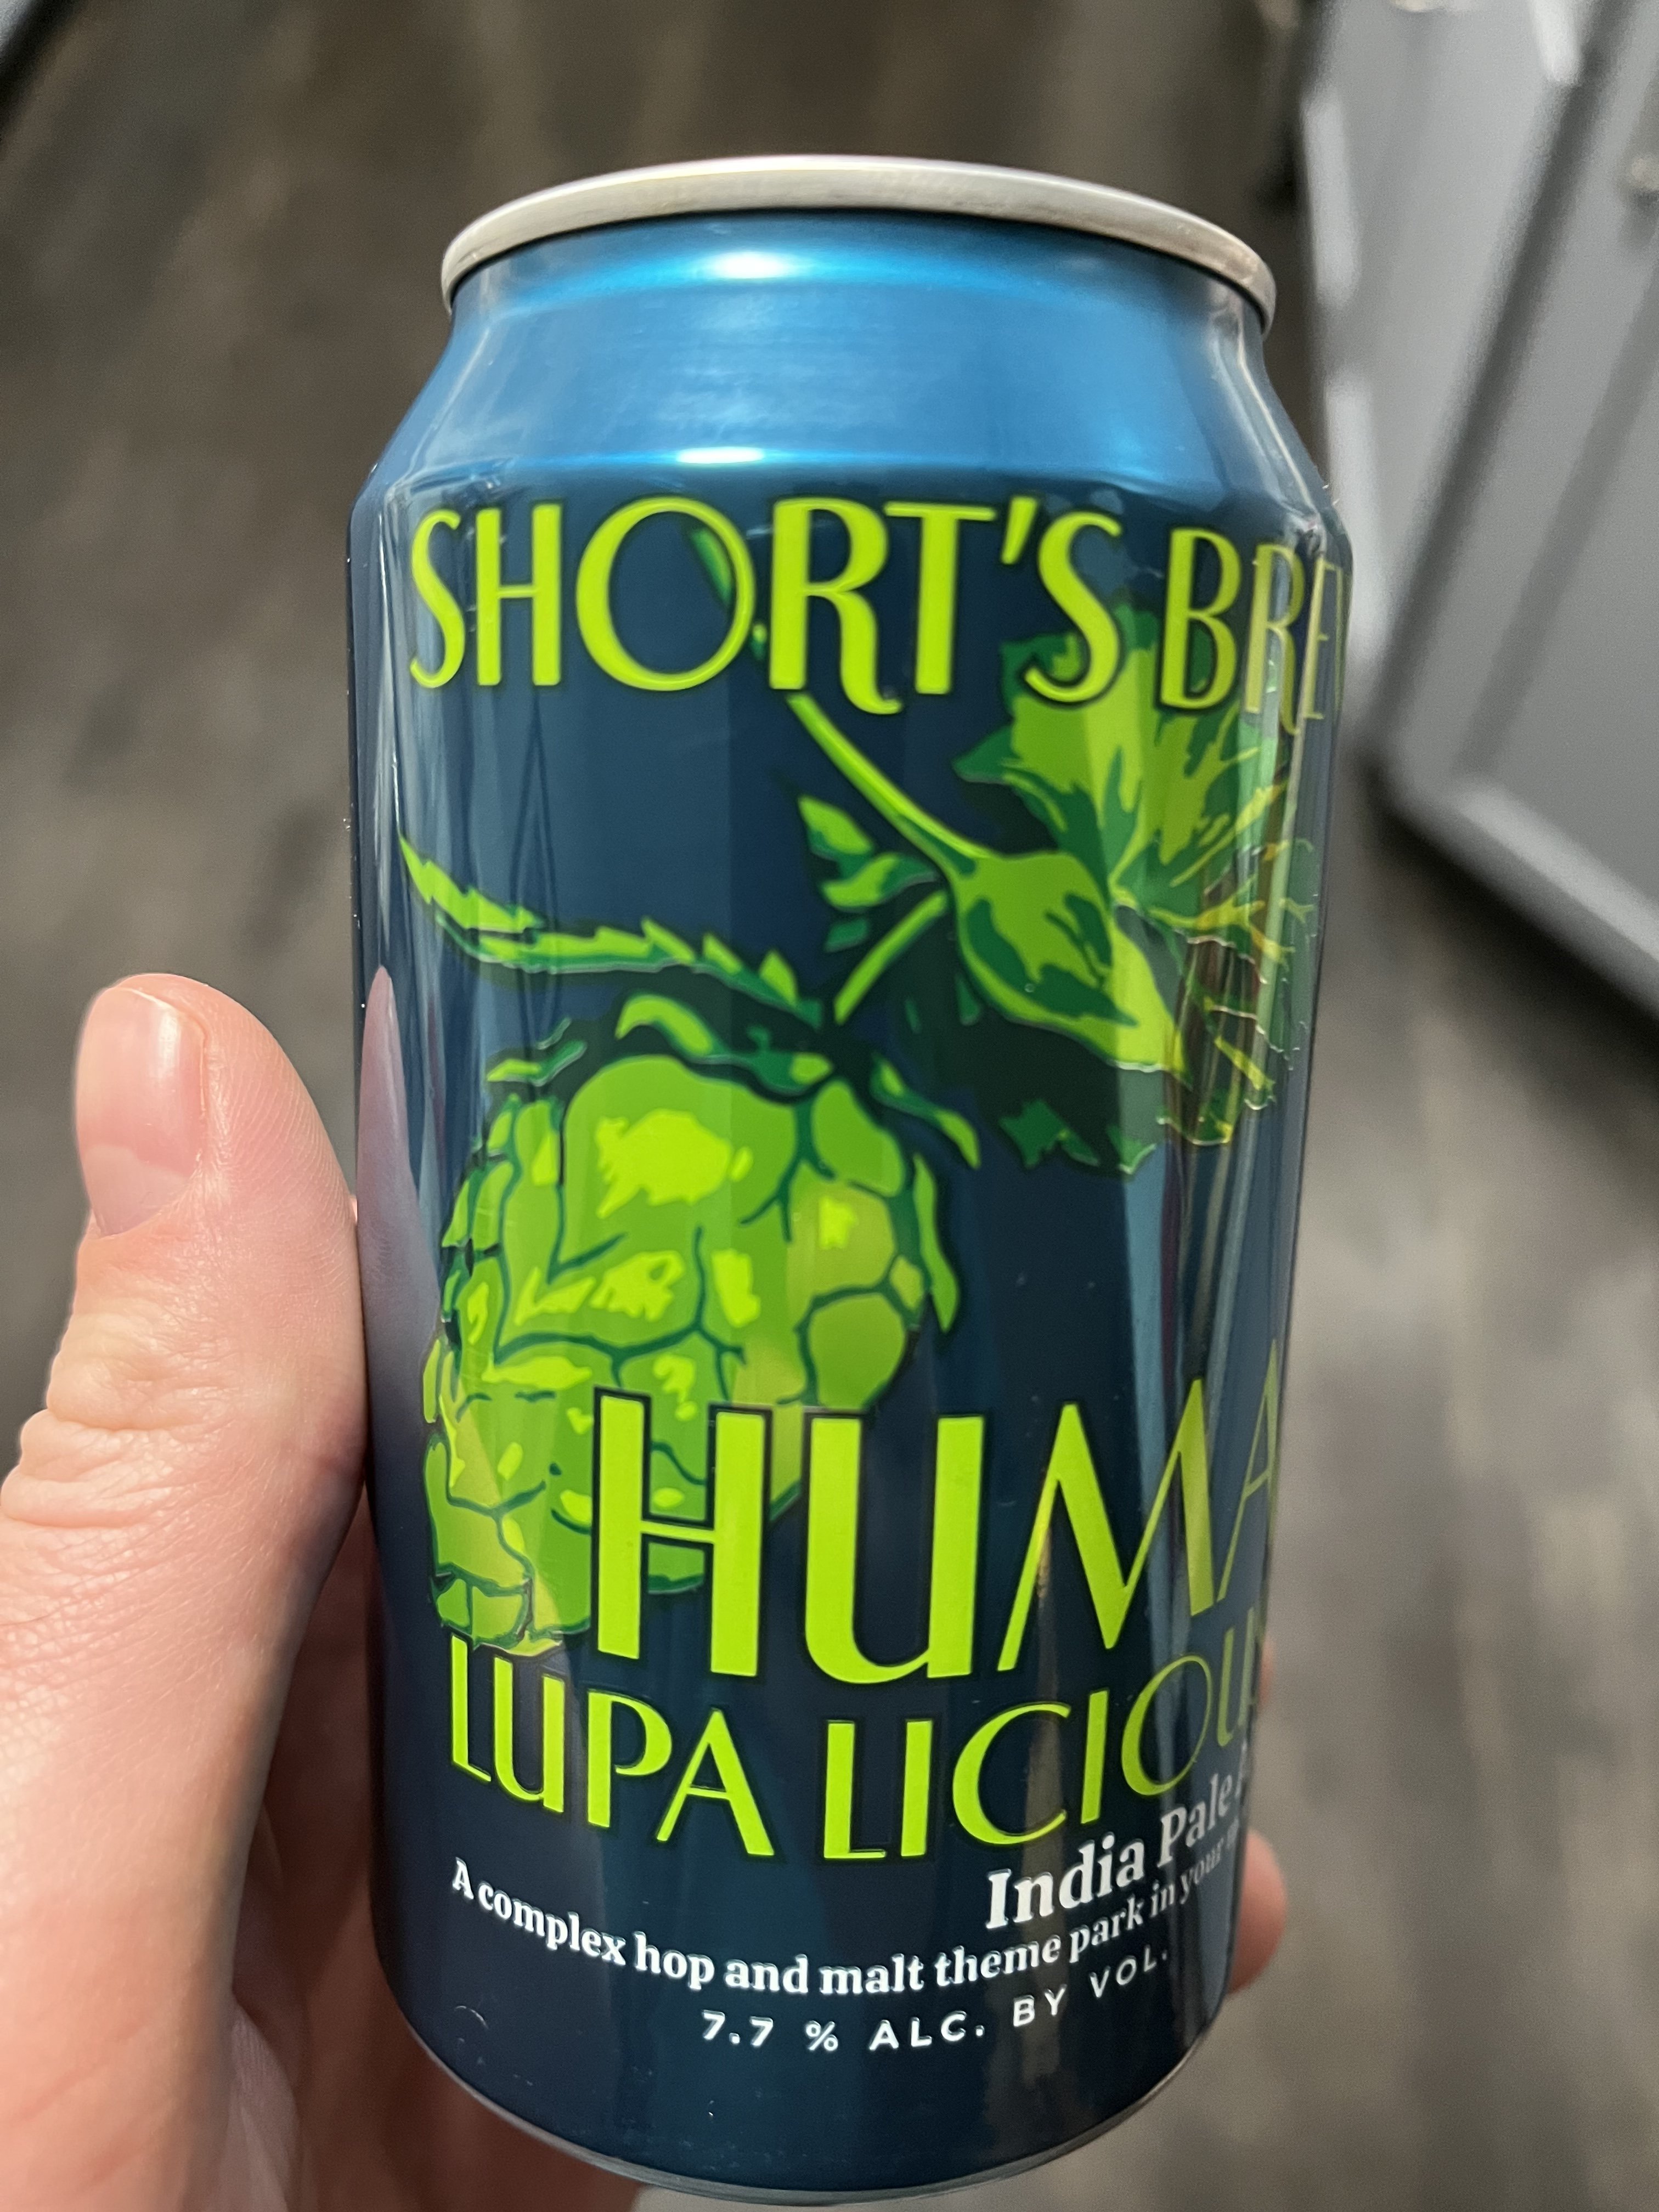 SHORT'S BRE
HUMA
LUPA LICIOU
India Pale
A complex hop and malt theme park in your
7.7 % ALC. BY VOL.